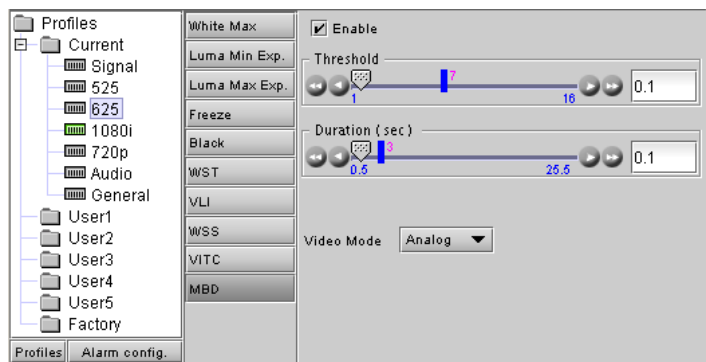 Profiles
Current
Signal
525
625
1080i
720p
Audio
General
User1
User2
User3
User4
User5
Factory
Profiles
Alarm config.
White Max
Luma Min Exp.
Luma Max Exp.
Freeze
Black
WST
VLI
WSS
VITC
MBD
Enable
Threshold
7
1
16
0.1
Duration (sec)
3
0.5
25.5
0.1
Video Mode
Analog